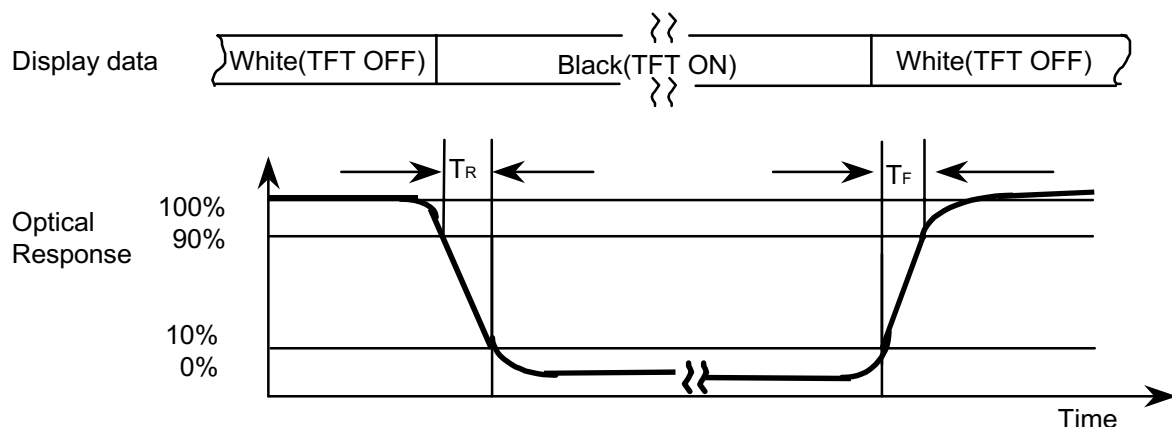 Display data
White(TFT OFF)
Black(TFT ON)
White(TFT OFF)
TR
TF
Optical
Response
100%
90%
10%
0%
Time